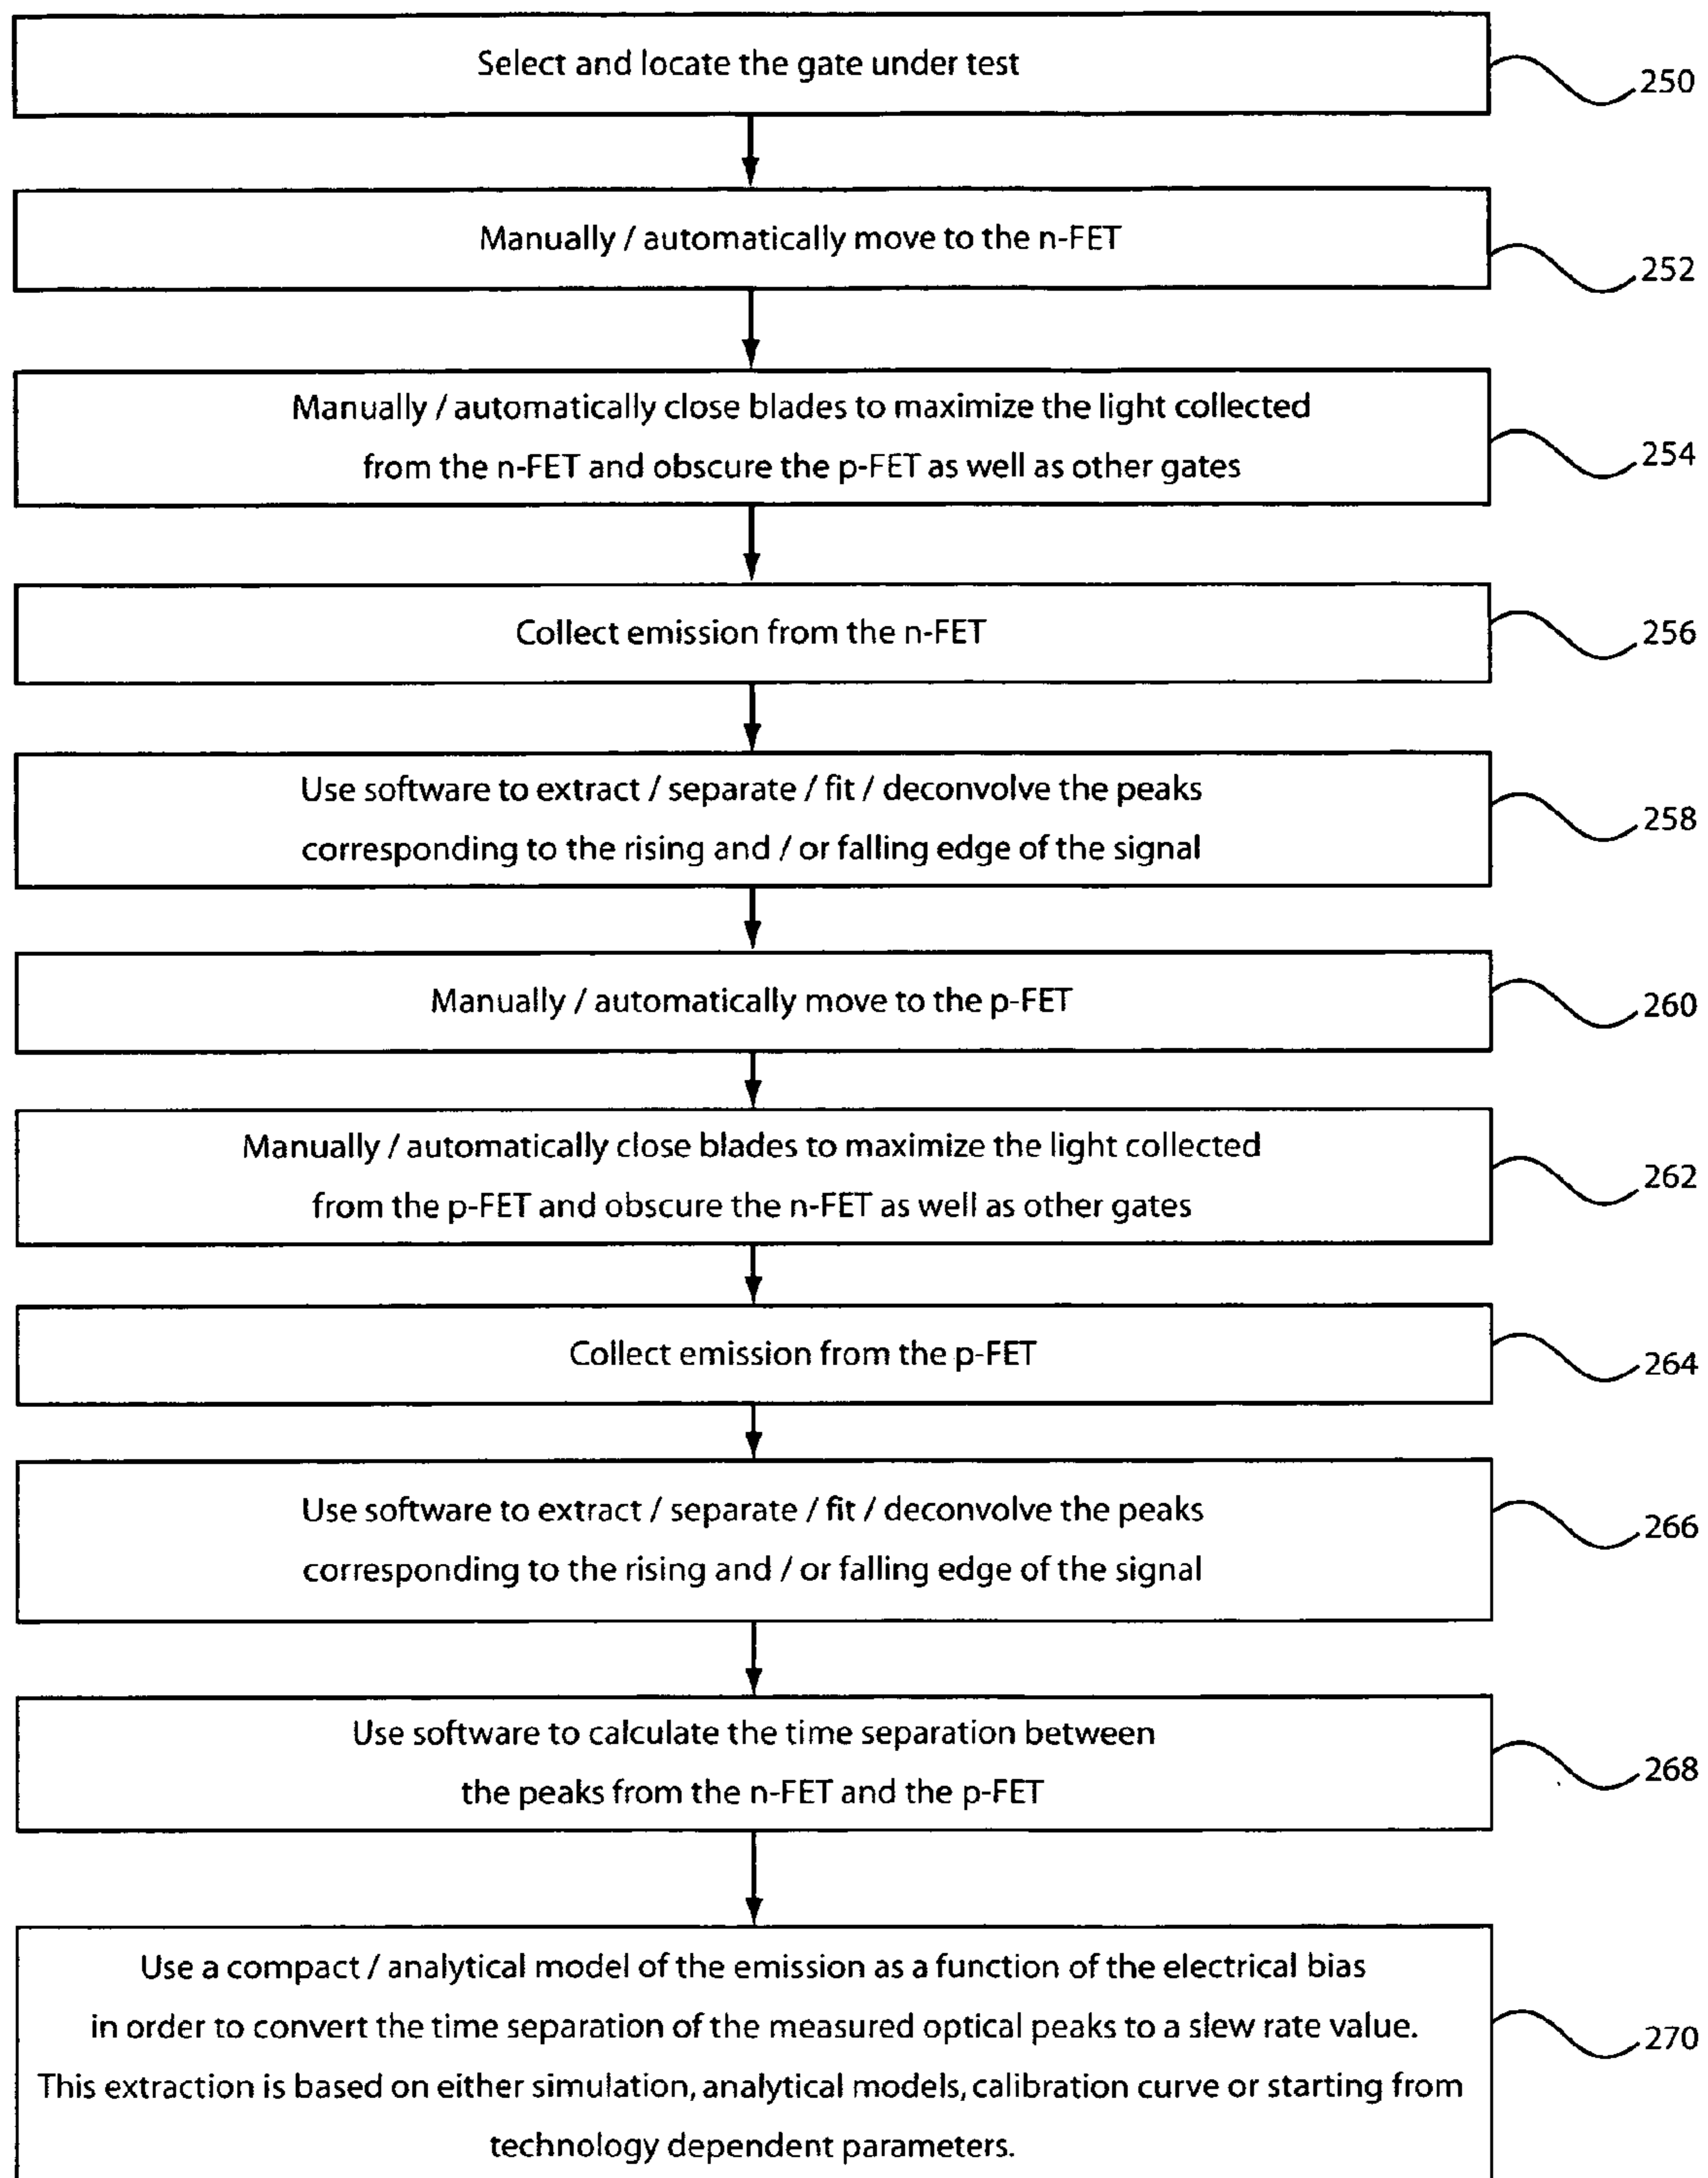 Select and locate the gate under test
250
Manually / automatically move to the n-FET
252
Manually / automatically close blades to maximize the light collected
from the n-FET and obscure the p-FET as well as other gates
254
Collect emission from the n-FET
256
Use software to extract / separate / fit / deconvolve the peaks
corresponding to the rising and / or falling edge of the signal
258
Manually / automatically move to the p-FET
260
Manually / automatically close blades to maximize the light collected
from the p-FET and obscure the n-FET as well as other gates
262
Collect emission from the p-FET
264
Use software to extract / separate / fit / deconvolve the peaks
corresponding to the rising and / or falling edge of the signal
266
Use software to calculate the time separation between
the peaks from the n-FET and the p-FET
268
Use a compact / analytical model of the emission as a function of the electrical bias
in order to convert the time separation of the measured optical peaks to a slew rate value.
This extraction is based on either simulation, analytical models, calibration curve or starting from
technology dependent parameters.
270